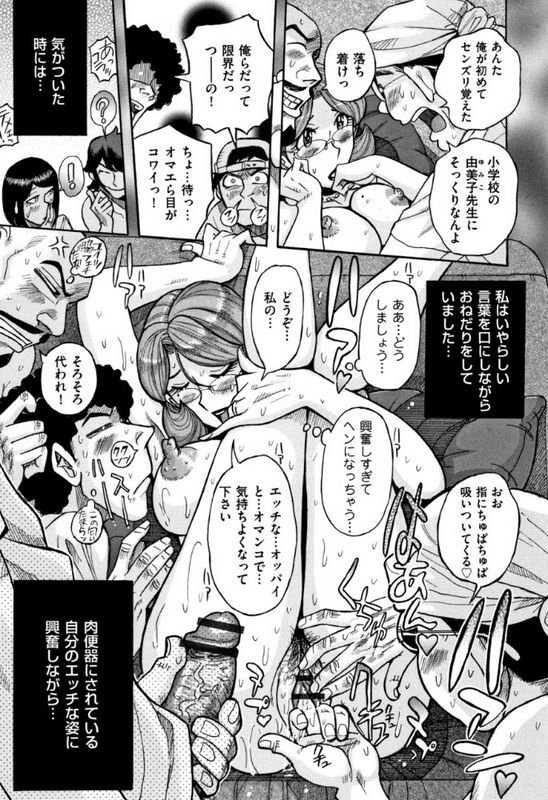 あんた
俺が初めて
センズリ覚えた
小学校の
由美子先生に
ゆみこ
そっくりなんよ
落ち
着けっ
俺らだって
限界だっ
つ——の！
ちょ…待っ…
オマエら目が
コワイっ！
気がついた
時には…
私はいやらしい
言葉を口にしながら
おねだりをして
いました…
ああ…どう
しましょう…
どうぞ…
私の…
興奮しすぎて
ヘンになっちゃう…
エッチな…オッパイ
と…オマンコで…
気持ちよくなって
下さい
そろそろ
代われ！
おお
指にちゅぱちゅぱ
吸いついてくる♡
肉便器にされている
自分のエッチな姿に
興奮しながら…